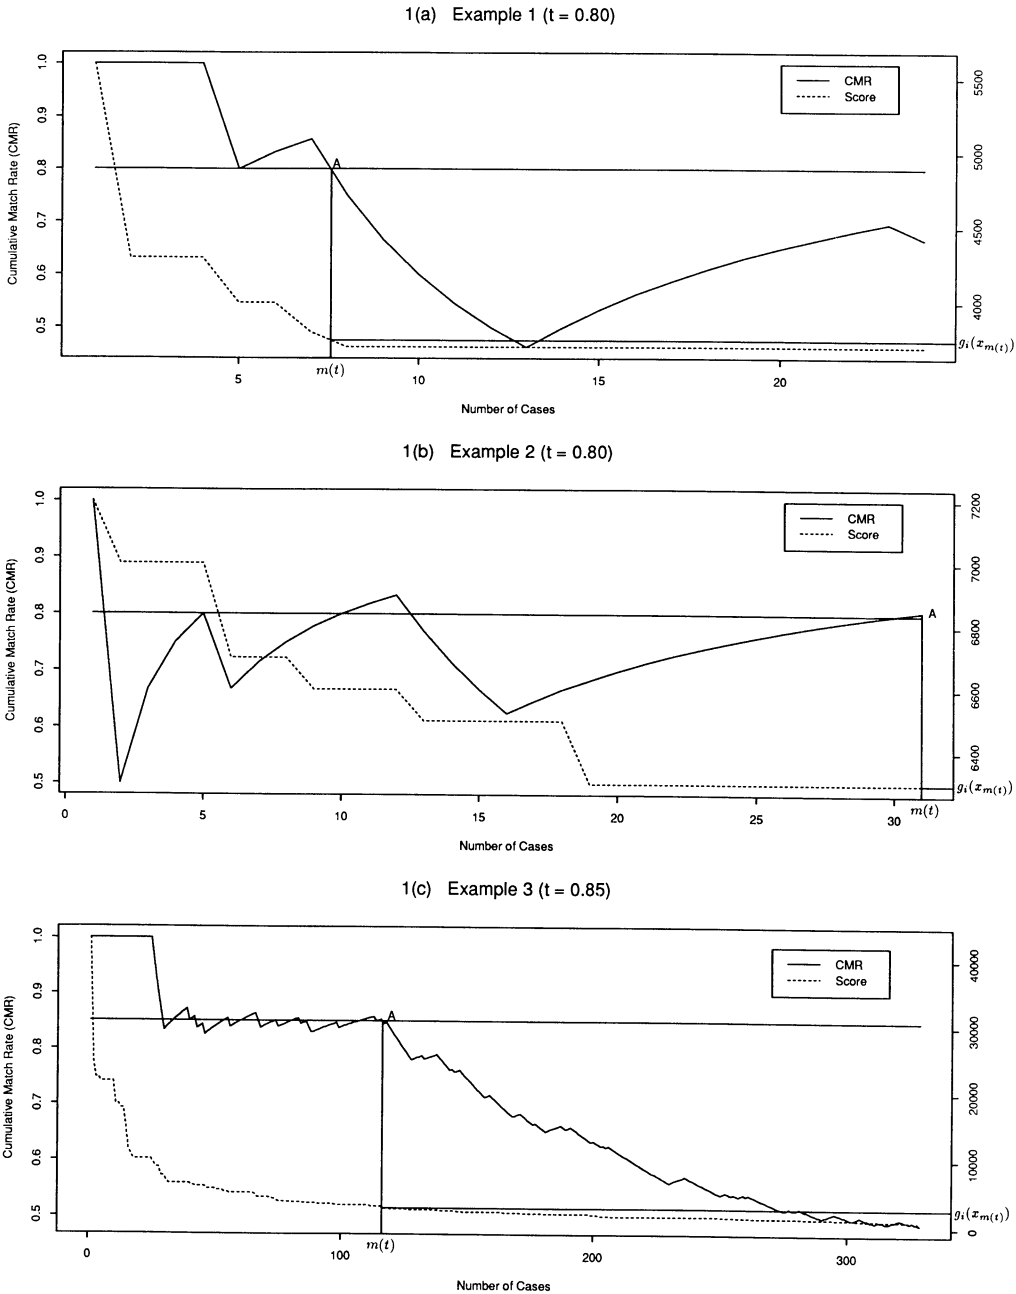 1(a) Example 1 (t = 0.80)
Cumulative Match Rate (CMR)
1.0
0.9
0.8
0.7
0.6
0.5
CMR
Score
A
5500
5000
4500
4000
g_i(x_{m(t)})
5
m(t)
10
15
20
Number of Cases
1(b) Example 2 (t = 0.80)
Cumulative Match Rate (CMR)
1.0
0.9
0.8
0.7
0.6
0.5
CMR
Score
A
7200
7000
6800
6600
6400
g_i(x_{m(t)})
0
5
10
15
20
25
30
m(t)
Number of Cases
1(c) Example 3 (t = 0.85)
Cumulative Match Rate (CMR)
1.0
0.9
0.8
0.7
0.6
0.5
CMR
Score
A
40000
30000
20000
10000
g_i(x_{m(t)})
0
0
100
m(t)
200
300
Number of Cases